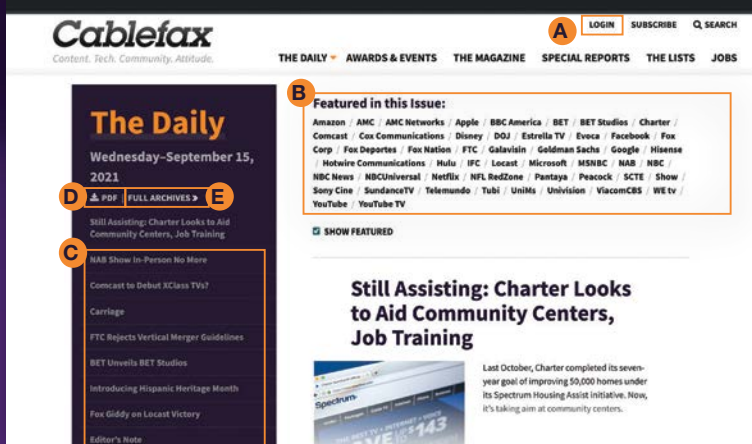 A
LOGIN SUBSCRIBE SEARCH
Cablefax
Content. Tech. Community. Attitude.
THE DAILY AWARDS & EVENTS THE MAGAZINE SPECIAL REPORTS THE LISTS JOBS
The Daily
Wednesday–September 15,
2021
D PDF | FULL ARCHIVES E
Still Assisting: Charter Looks to Aid
Community Centers, Job Training
C
NAB Show In-Person No More
Comcast to Debut XClass TVs?
Carriage
FTC Rejects Vertical Merger Guidelines
BET Unveils BET Studios
Introducing Hispanic Heritage Month
Fox Giddy on Locast Victory
Editor's Note
B
Featured in this Issue:
Amazon / AMC / AMC Networks / Apple / BBC America / BET / BET Studios / Charter /
Comcast / Cox Communications / Disney / DOJ / Estrella TV / Evoca / Facebook / Fox
Corp / Fox Deportes / Fox Nation / FTC / Galavisin / Goldman Sachs / Google / Hisense
/ Hotwire Communications / Hulu / IFC / Locast / Microsoft / MSNBC / NAB / NBC /
NBC News / NBCUniversal / Netflix / NFL RedZone / Pantaya / Peacock / SCTE / Show /
Sony Cine / SundanceTV / Telemundo / Tubi / UniMs / Univision / ViacomCBS / WE tv /
YouTube / YouTube TV
SHOW FEATURED
Still Assisting: Charter Looks
to Aid Community Centers,
Job Training
Spectrum
THE BEST TV + INTERNET + VOICE
$143
Last October, Charter completed its seven-
year goal of improving 50,000 homes under
its Spectrum Housing Assist initiative. Now,
it's taking aim at community centers.